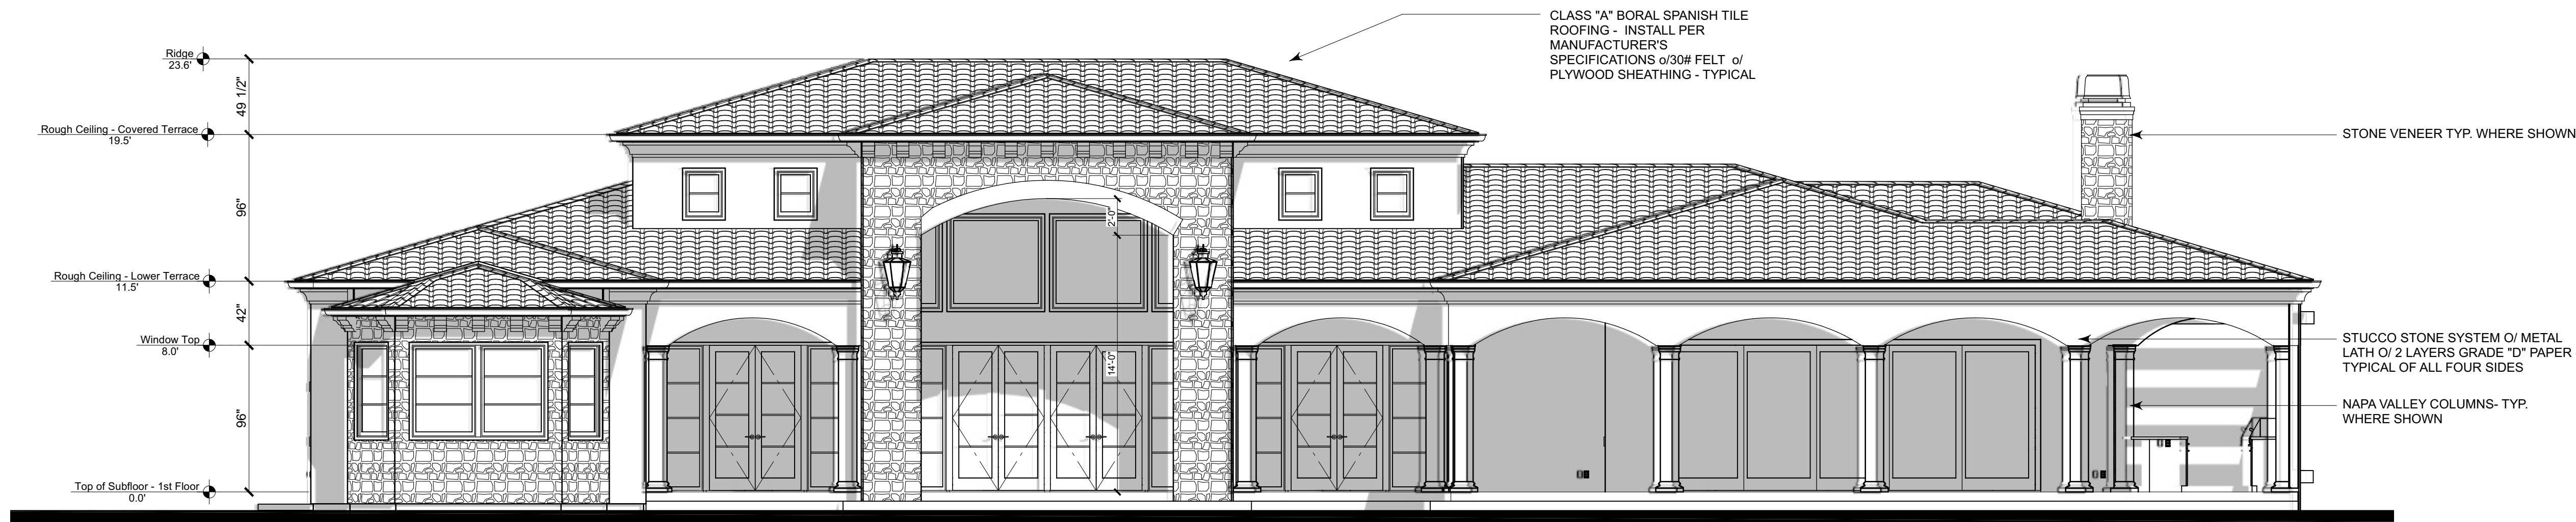 CLASS "A" BORAL SPANISH TILE
ROOFING - INSTALL PER
MANUFACTURER'S
SPECIFICATIONS o/30# FELT o/
PLYWOOD SHEATHING - TYPICAL
Ridge
23.6'
49 1/2"
Rough Ceiling - Covered Terrace
19.5'
STONE VENEER TYP. WHERE SHOWN
96"
2'-0"
Rough Ceiling - Lower Terrace
11.5'
42"
Window Top
8.0'
STUCCO STONE SYSTEM O/ METAL
LATH O/ 2 LAYERS GRADE "D" PAPER
TYPICAL OF ALL FOUR SIDES
14'-0"
NAPA VALLEY COLUMNS- TYP.
WHERE SHOWN
96"
Top of Subfloor - 1st Floor
0.0'